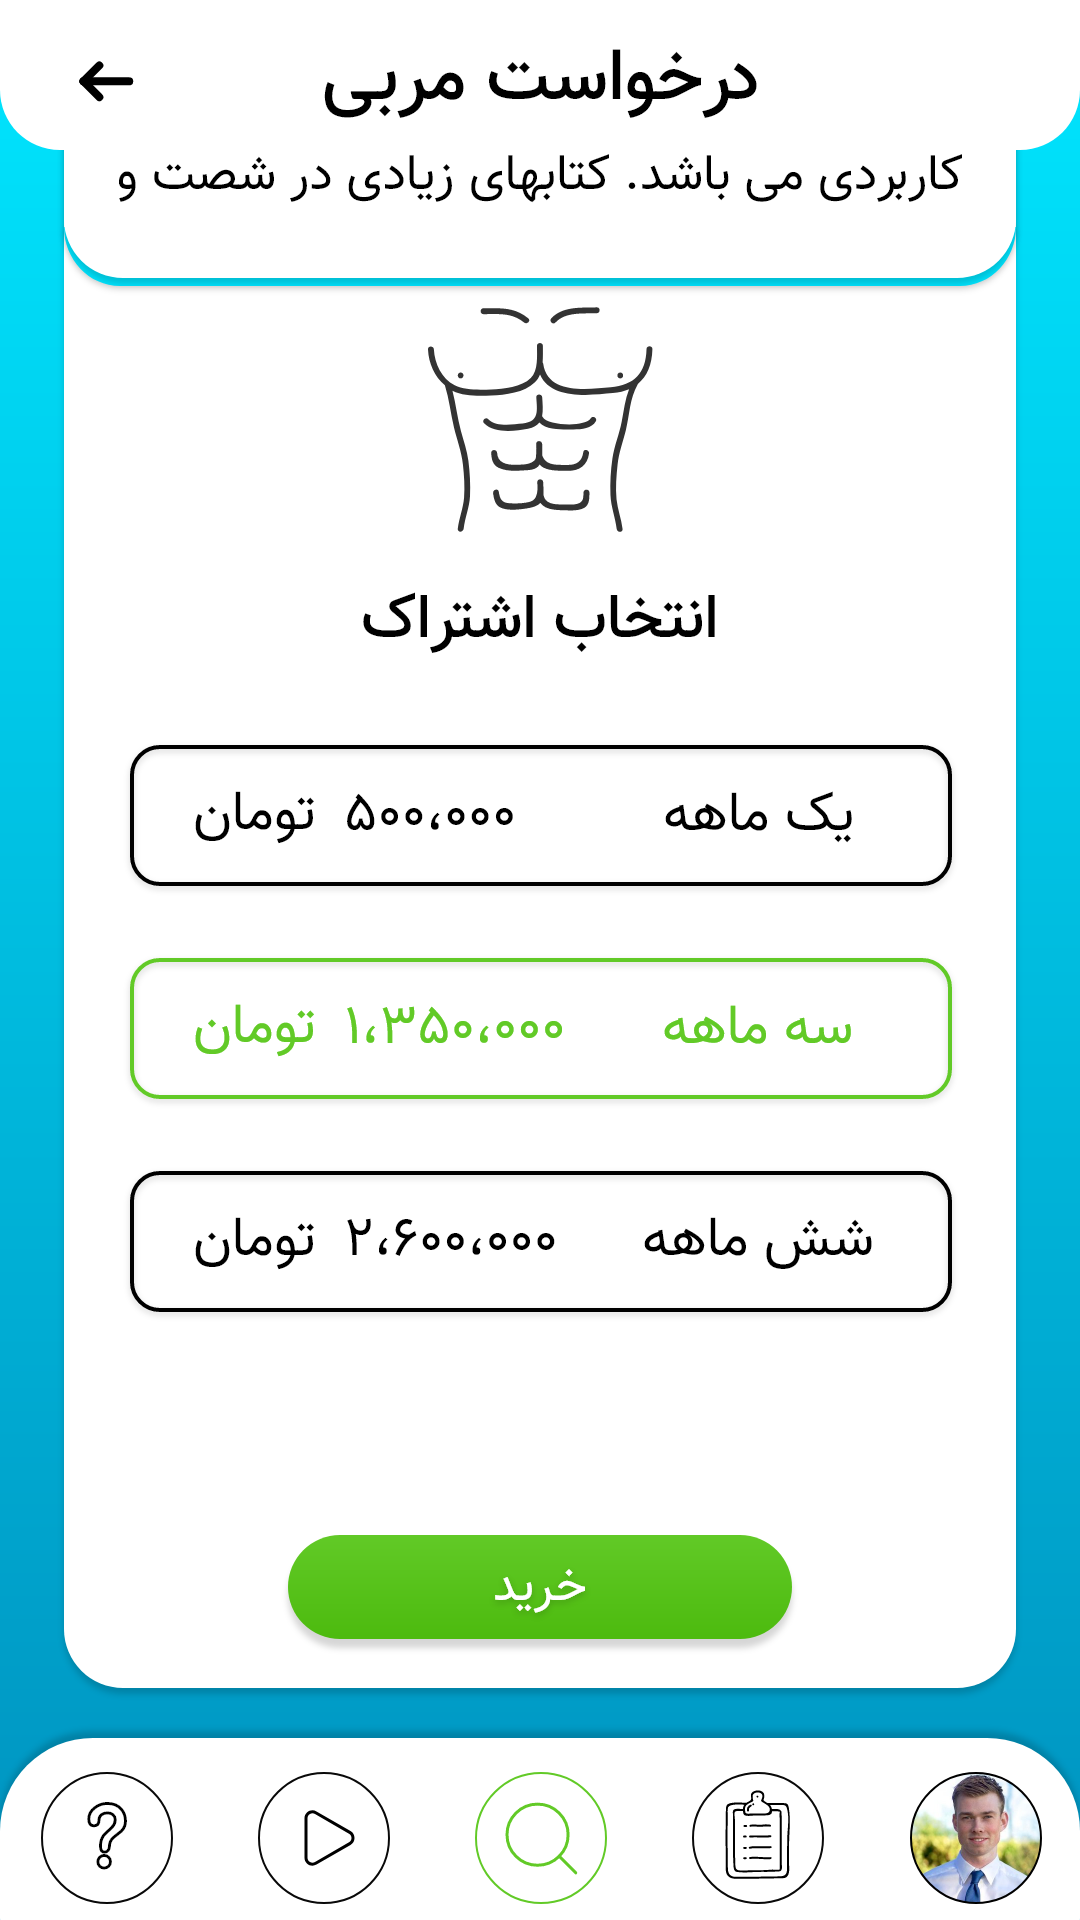 درخواست مربی
کاربردی می باشد. کتابهای زیادی در شصت و
انتخاب اشتراک
یک ماهه ۵۰۰،۰۰۰ تومان
سه ماهه ۱،۳۵۰،۰۰۰ تومان
شش ماهه ۲،۶۰۰،۰۰۰ تومان
خرید